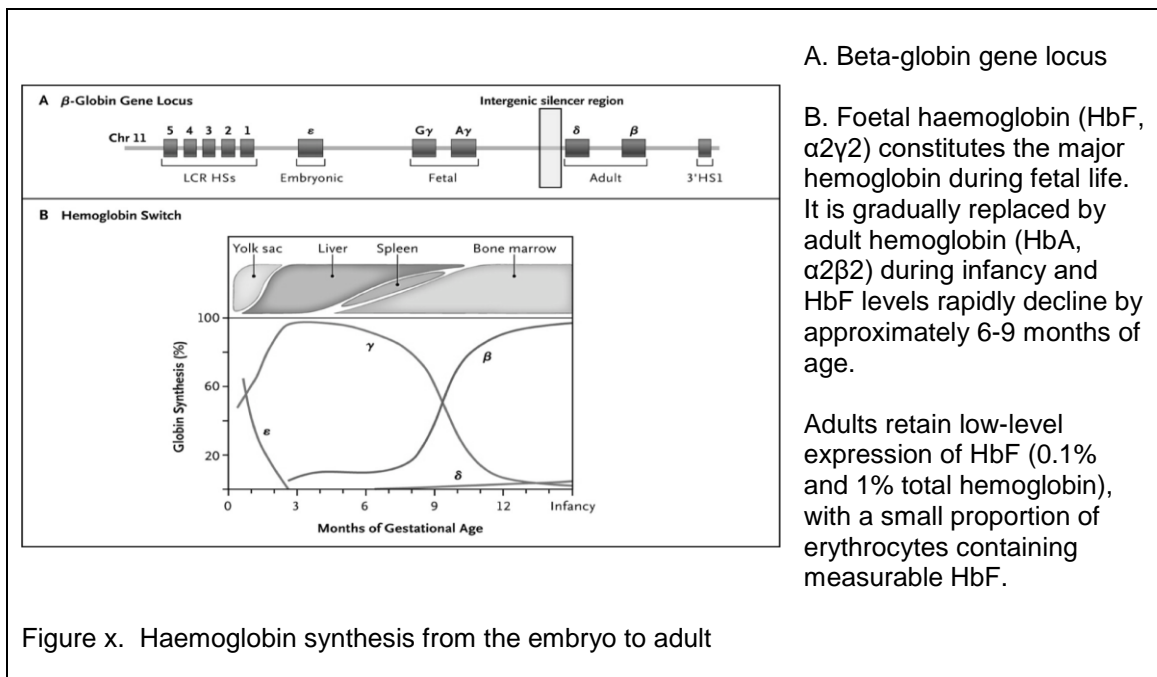 A β-Globin Gene Locus
Intergenic silencer region
Chr 11
5 4 3 2 1 ε Gγ Aγ δ β
LCR HSs Embryonic Fetal Adult 3'HS1
B Hemoglobin Switch
Yolk sac Liver Spleen Bone marrow
100
60
20
Globin Synthesis (%)
γ
β
ε
δ
0 3 6 9 12 Infancy
Months of Gestational Age
A. Beta-globin gene locus
B. Foetal haemoglobin (HbF,
α2γ2) constitutes the major
hemoglobin during fetal life.
It is gradually replaced by
adult hemoglobin (HbA,
α2β2) during infancy and
HbF levels rapidly decline by
approximately 6-9 months of
age.
Adults retain low-level
expression of HbF (0.1%
and 1% total hemoglobin),
with a small proportion of
erythrocytes containing
measurable HbF.
Figure x. Haemoglobin synthesis from the embryo to adult